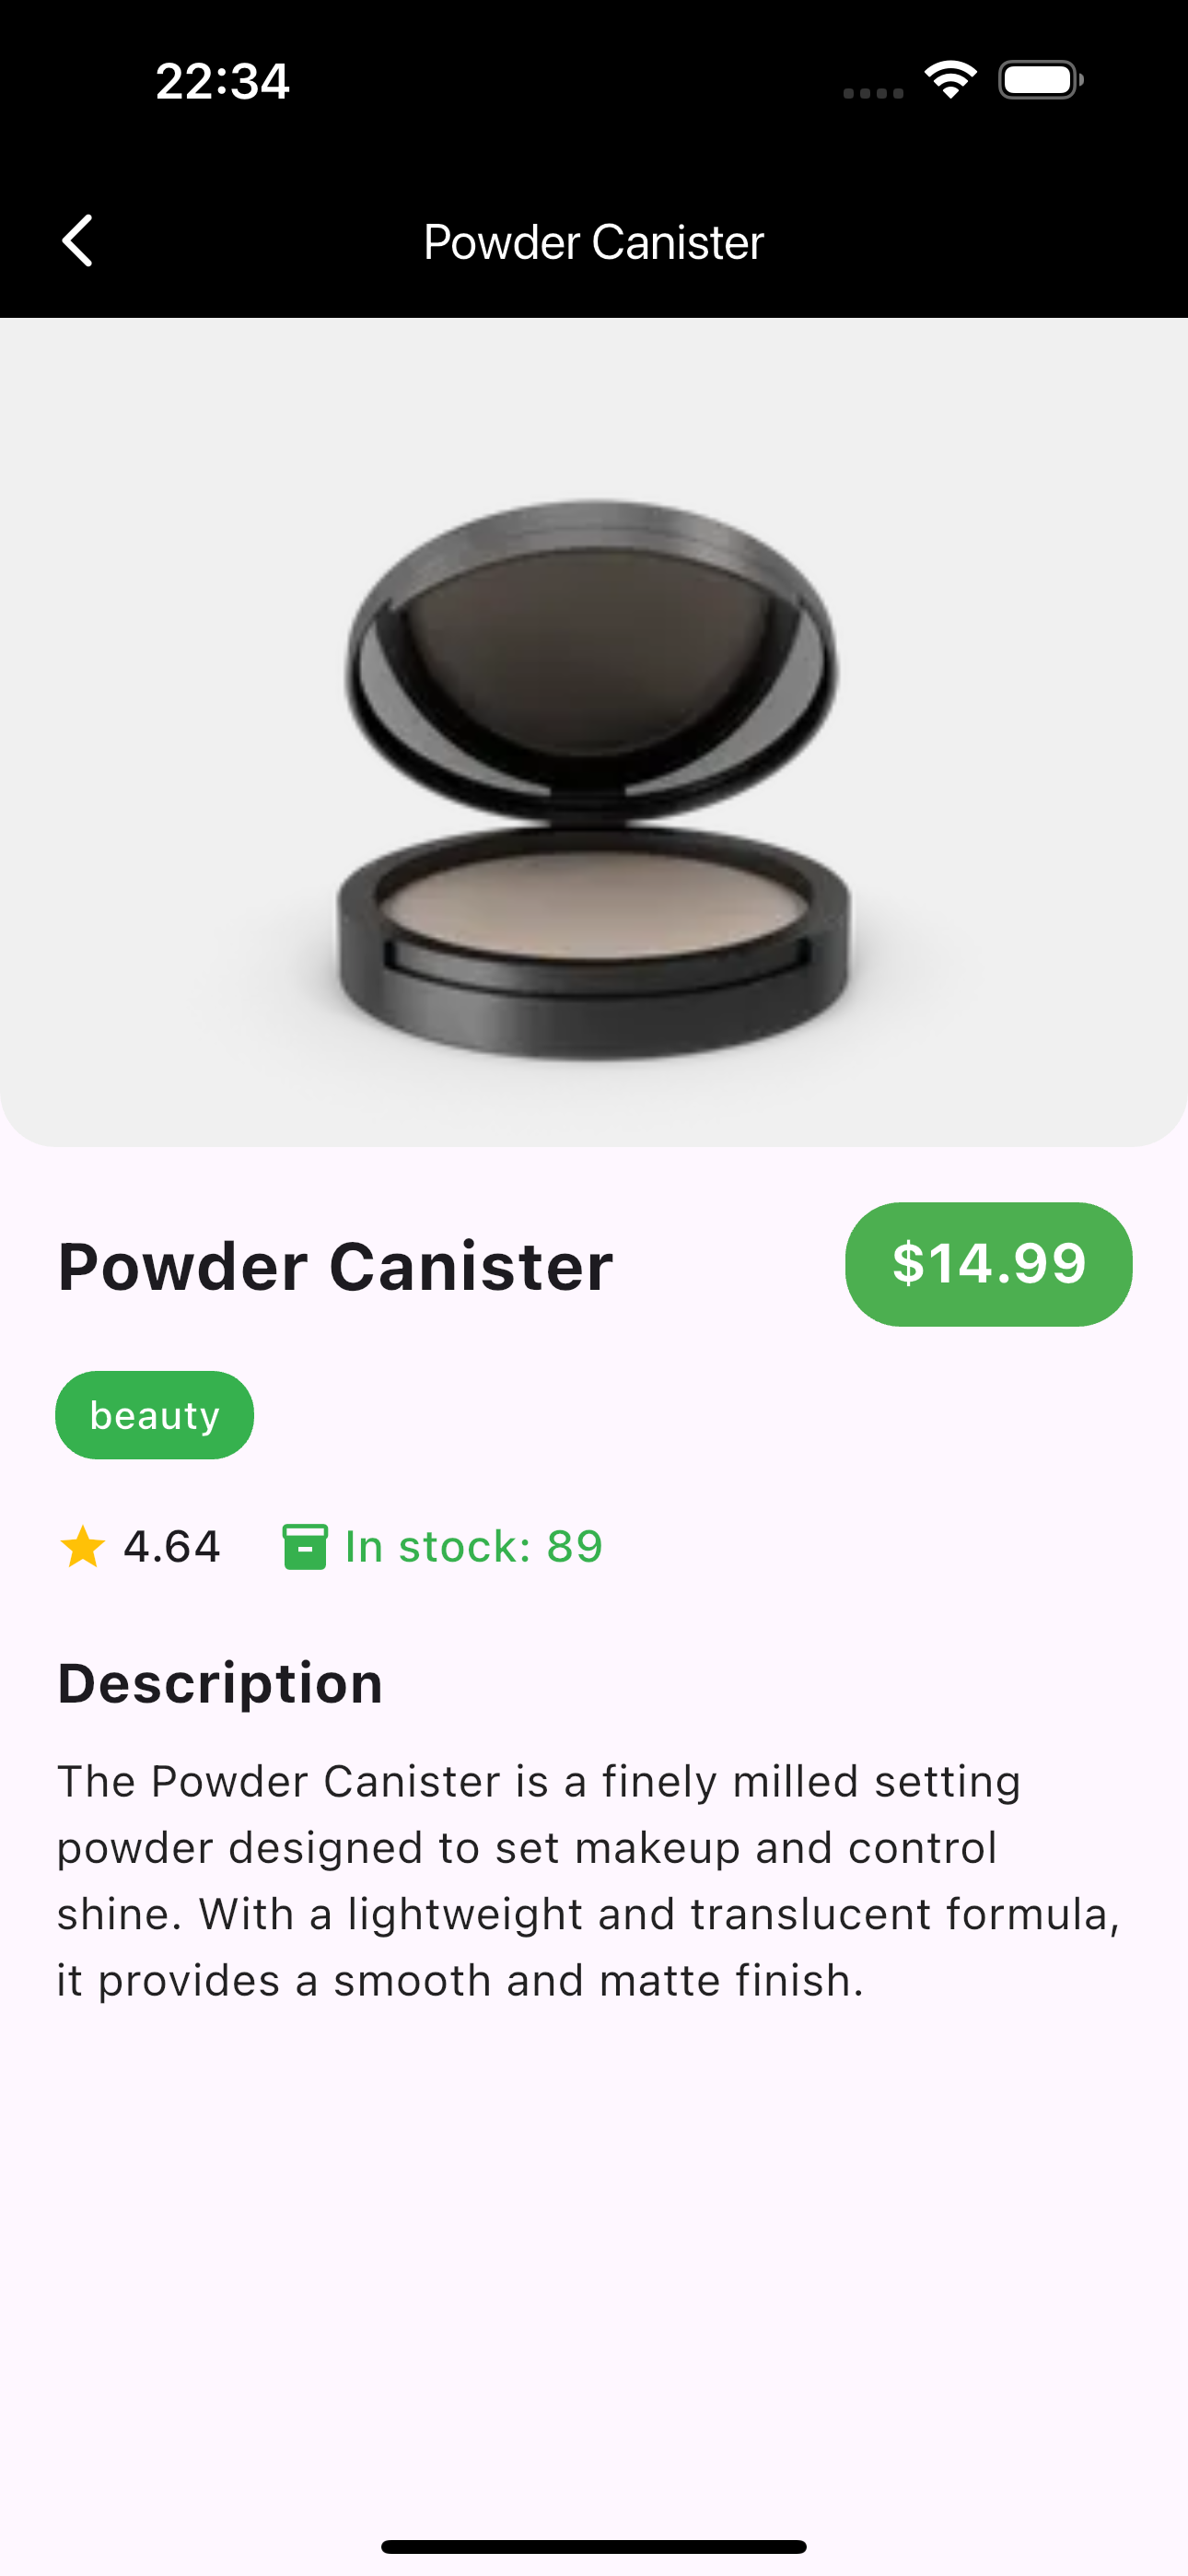 22:34
Powder Canister
Powder Canister
$14.99
beauty
4.64
In stock: 89
Description
The Powder Canister is a finely milled setting
powder designed to set makeup and control
shine. With a lightweight and translucent formula,
it provides a smooth and matte finish.